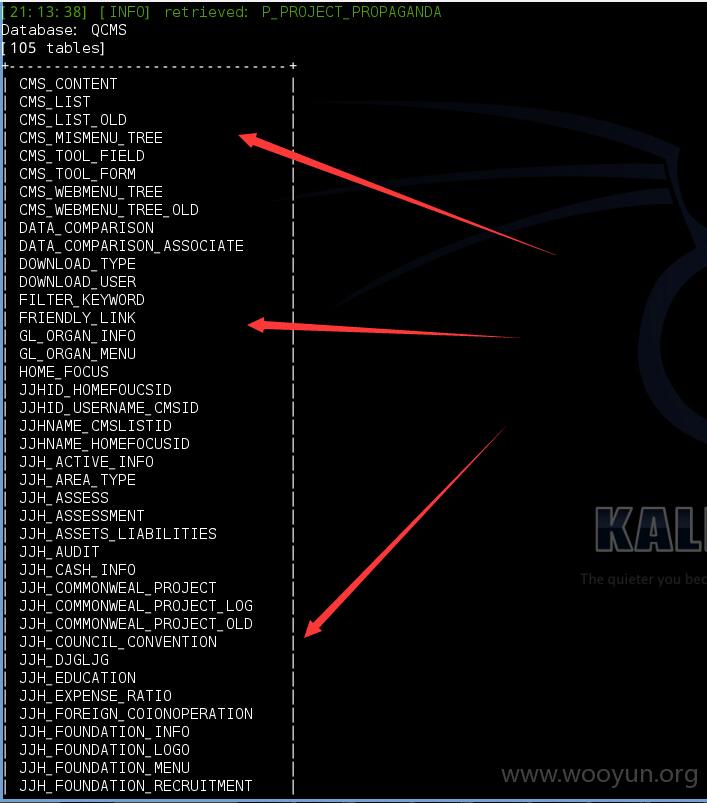 [21:13:38] [INFO] retrieved: P_PROJECT_PROPAGANDA
Database: QCMS
[105 tables]
+------------------------------+
| CMS_CONTENT |
| CMS_LIST |
| CMS_LIST_OLD |
| CMS_MISMENU_TREE |
| CMS_TOOL_FIELD |
| CMS_TOOL_FORM |
| CMS_WEBMENU_TREE |
| CMS_WEBMENU_TREE_OLD |
| DATA_COMPARISON |
| DATA_COMPARISON_ASSOCIATE |
| DOWNLOAD_TYPE |
| DOWNLOAD_USER |
| FILTER_KEYWORD |
| FRIENDLY_LINK |
| GL_ORGAN_INFO |
| GL_ORGAN_MENU |
| HOME_FOCUS |
| JJHID_HOMEFOUCSID |
| JJHID_USERNAME_CMSID |
| JJHNAME_CMSLISTID |
| JJHNAME_HOMEFOCUSID |
| JJH_ACTIVE_INFO |
| JJH_AREA_TYPE |
| JJH_ASSESS |
| JJH_ASSESSMENT |
| JJH_ASSETS_LIABILITIES |
| JJH_AUDIT |
| JJH_CASH_INFO |
| JJH_COMMONWEAL_PROJECT |
| JJH_COMMONWEAL_PROJECT_LOG |
| JJH_COMMONWEAL_PROJECT_OLD |
| JJH_COUNCIL_CONVENTION |
| JJH_DJGLJG |
| JJH_EDUCATION |
| JJH_EXPENSE_RATIO |
| JJH_FOREIGN_COIONOPERATION |
| JJH_FOUNDATION_INFO |
| JJH_FOUNDATION_LOGO |
| JJH_FOUNDATION_MENU |
| JJH_FOUNDATION_RECRUITMENT |
KAL
The quieter you bec
www.wooyun.org